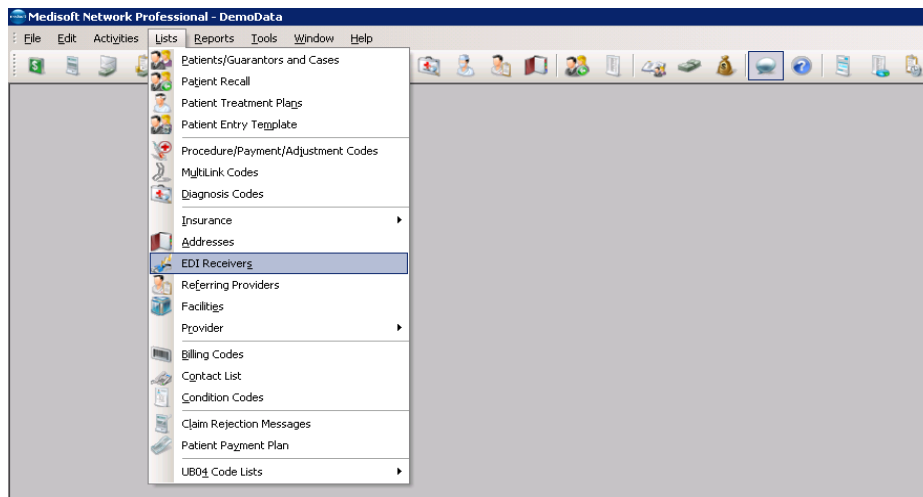 Medisoft Network Professional - DemoData
File Edit Activities Lists Reports Tools Window Help
Patients/Guarantors and Cases
Patient Recall
Patient Treatment Plans
Patient Entry Template
Procedure/Payment/Adjustment Codes
MultiLink Codes
Diagnosis Codes
Insurance
Addresses
EDI Receivers
Referring Providers
Facilities
Provider
Billing Codes
Contact List
Condition Codes
Claim Rejection Messages
Patient Payment Plan
UB04 Code Lists